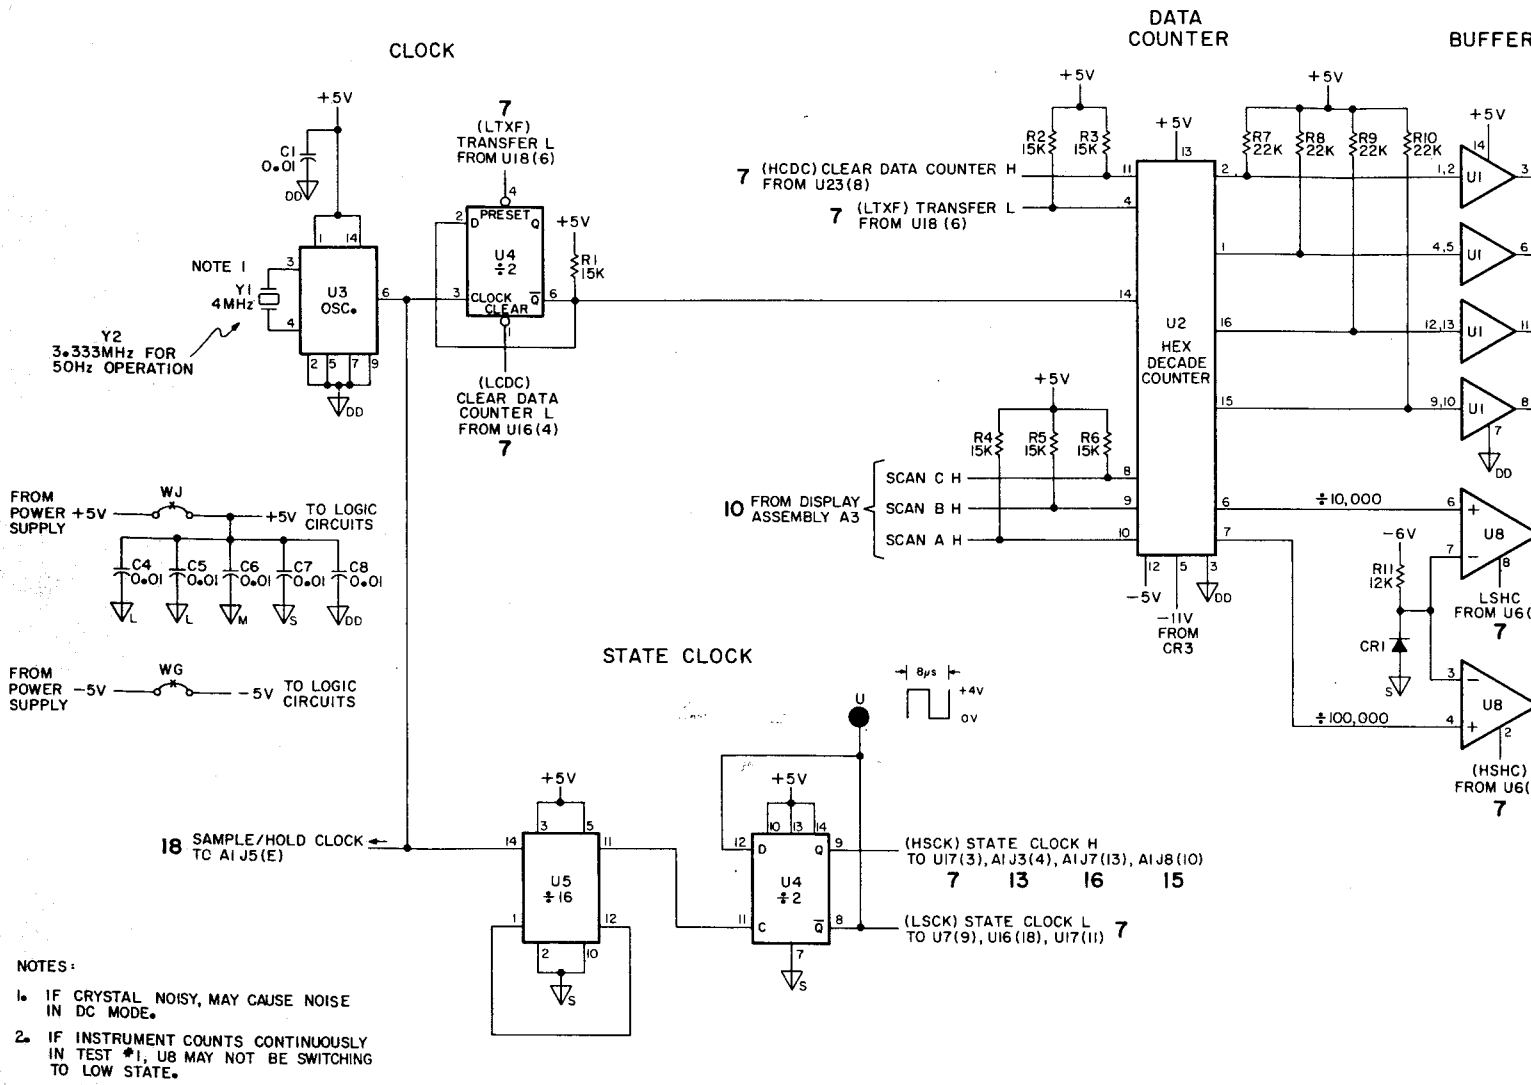 CLOCK
DATA
COUNTER
BUFFER
+5V
C1
0.01
DD
1
14
NOTE 1
Y1
4MHz
3
4
U3
OSC.
6
2
5
7
9
DD
Y2
3.333MHz FOR
50Hz OPERATION
7
(LTXF)
TRANSFER L
FROM U18(6)
4
2
PRESET
D
Q
U4
÷2
3
CLOCK
CLEAR
Q
6
1
+5V
R1
15K
(LCDC)
CLEAR DATA
COUNTER L
FROM U16(4)
7
+5V
R2
15K
R3
15K
7 (HCDC) CLEAR DATA COUNTER H
FROM U23(8)
7 (LTXF) TRANSFER L
FROM U18 (6)
+5V
13
11
4
14
U2
HEX
DECADE
COUNTER
2
1
16
15
6
7
8
9
10
12
5
3
-5V
-11V
FROM
CR3
DD
+5V
R4
15K
R5
15K
R6
15K
10 FROM DISPLAY
ASSEMBLY A3
SCAN C H
SCAN B H
SCAN A H
+5V
R7
22K
R8
22K
R9
22K
R10
22K
+5V
14
1,2
U1
3
4,5
U1
6
12,13
U1
11
9,10
U1
8
7
DD
÷10,000
÷100,000
-6V
R11
12K
CR1
S
6
+
U8
7
-
8
LSHC
FROM U6(
7
3
-
U8
4
+
2
(HSHC)
FROM U6(
7
FROM
POWER
SUPPLY
+5V
WJ
+5V
TO LOGIC
CIRCUITS
C4
0.01
C5
0.01
C6
0.01
C7
0.01
C8
0.01
L
L
M
S
DD
FROM
POWER
SUPPLY
-5V
WG
-5V
TO LOGIC
CIRCUITS
STATE CLOCK
U
8µs
+4V
0V
18 SAMPLE/HOLD CLOCK
TO A1J5(E)
+5V
3
5
14
11
U5
÷16
1
12
2
10
S
+5V
10
13
14
12
D
Q
9
U4
÷2
11
C
Q
8
7
S
(HSCK) STATE CLOCK H
TO U17(3), A1J3(4), A1J7(13), A1J8(10)
7 13 16 15
(LSCK) STATE CLOCK L
TO U7(9), U16(18), U17(11) 7
NOTES:
1. IF CRYSTAL NOISY, MAY CAUSE NOISE
IN DC MODE.
2. IF INSTRUMENT COUNTS CONTINUOUSLY
IN TEST #1, U8 MAY NOT BE SWITCHING
TO LOW STATE.